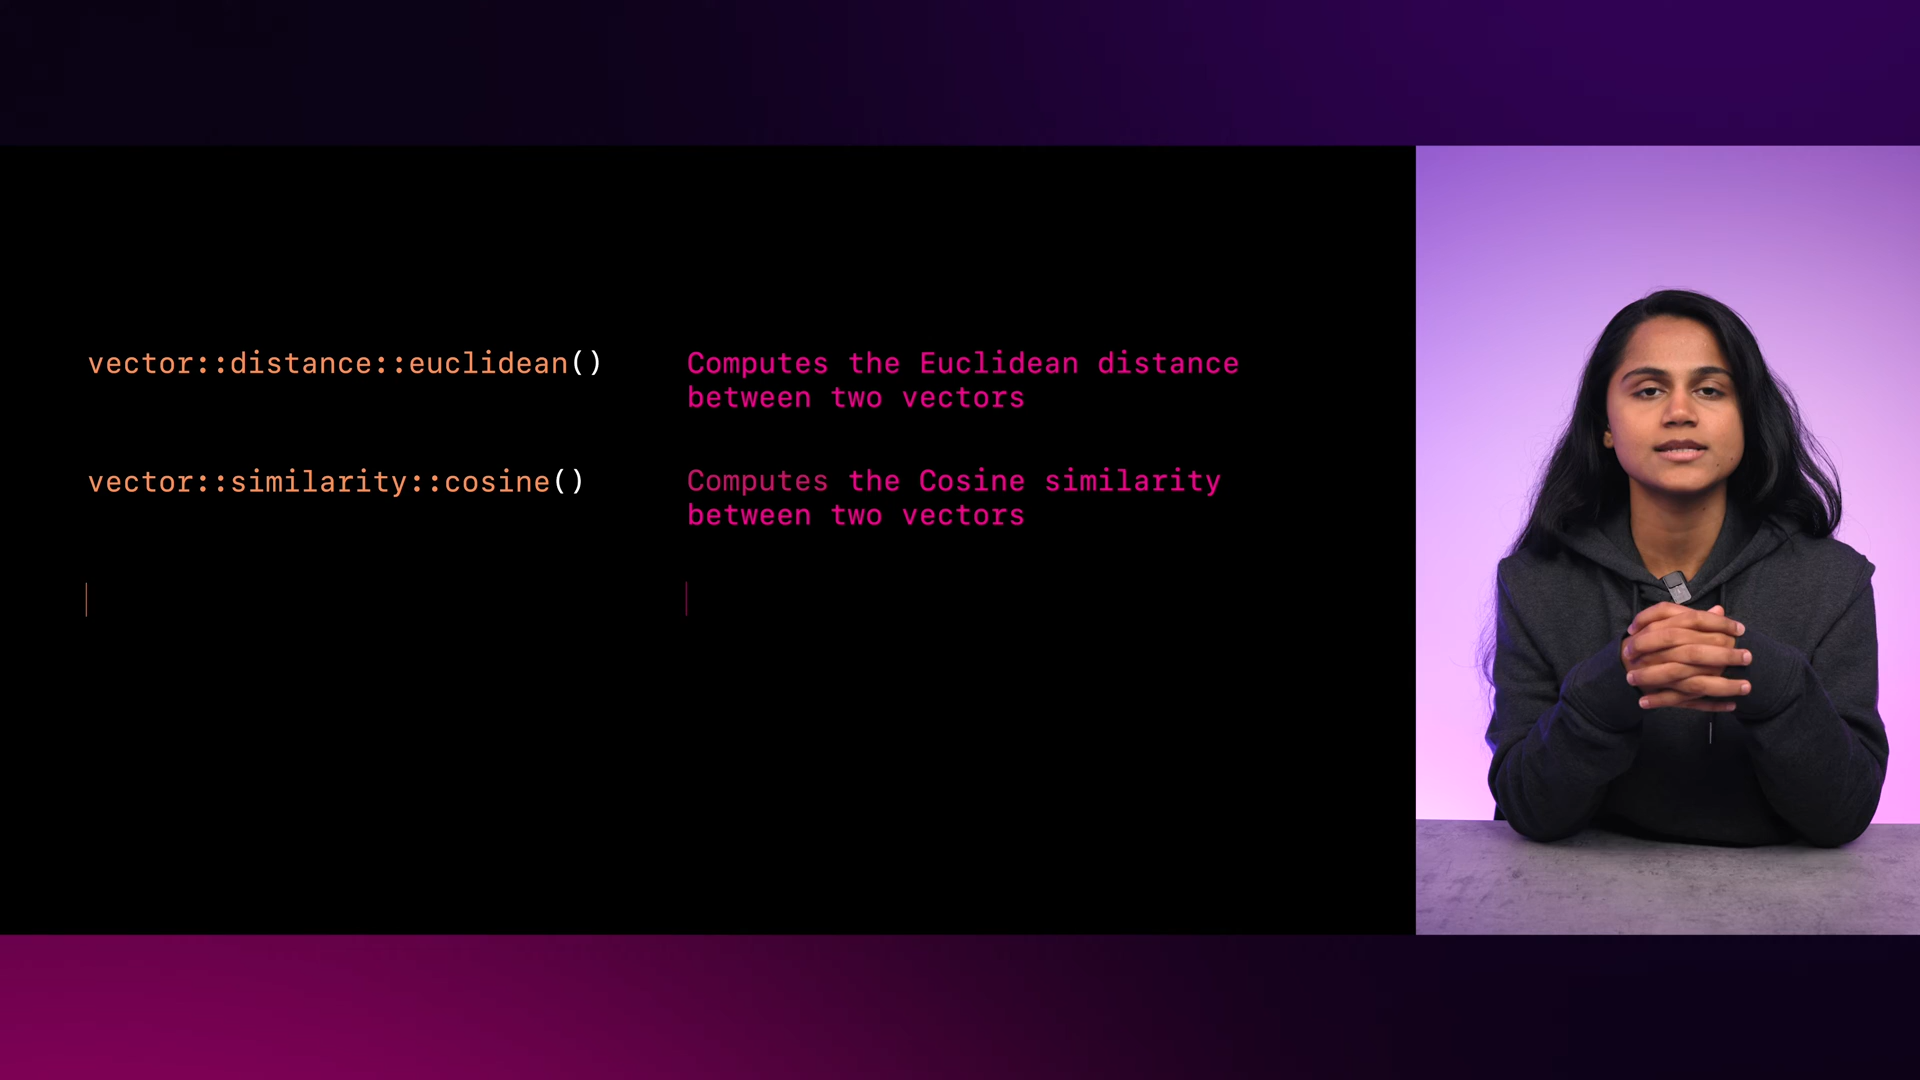 vector::distance::euclidean()
Computes the Euclidean distance
between two vectors
vector::similarity::cosine()
Computes the Cosine similarity
between two vectors